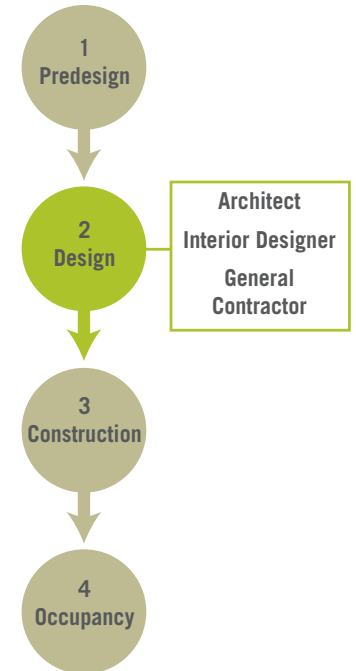 1
Predesign
2
Design
Architect
Interior Designer
General
Contractor
3
Construction
4
Occupancy